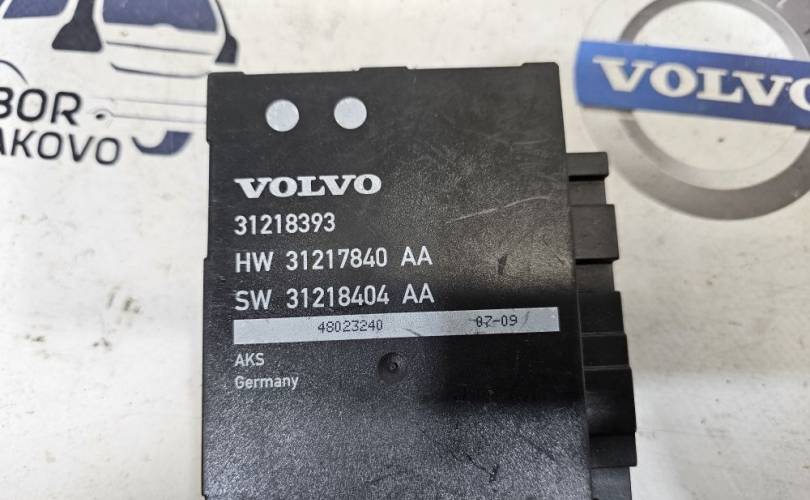 BOR
AKOVO
VOLVO
VOLVO
31218393
HW 31217840 AA
SW 31218404 AA
48023240 07-09
AKS
Germany